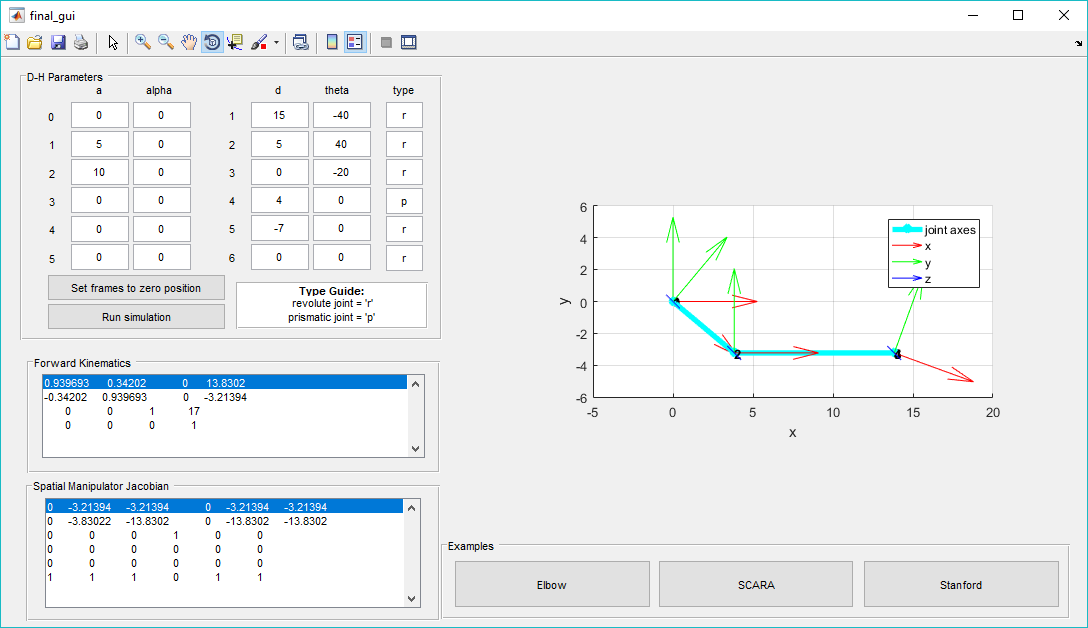 final_gui
D-H Parameters
a alpha d theta type
0 0 0 1 15 -40 r
1 5 0 2 5 40 r
2 10 0 3 0 -20 r
3 0 0 4 4 0 p
4 0 0 5 -7 0 r
5 0 0 6 0 0 r
Set frames to zero position
Run simulation
Type Guide:
revolute joint = 'r'
prismatic joint = 'p'
Forward Kinematics
0.939693 0.34202 0 13.8302
-0.34202 0.939693 0 -3.21394
0 0 1 17
0 0 0 1
Spatial Manipulator Jacobian
0 -3.21394 -3.21394 0 -3.21394 -3.21394
0 -3.83022 -13.8302 0 -13.8302 -13.8302
0 0 0 1 0 0
0 0 0 0 0 0
0 0 0 0 0 0
1 1 1 0 1 1
6
4
2
0
-2
-4
-6
y
-5 0 5 10 15 20
x
2
joint axes
x
y
z
Examples
Elbow
SCARA
Stanford